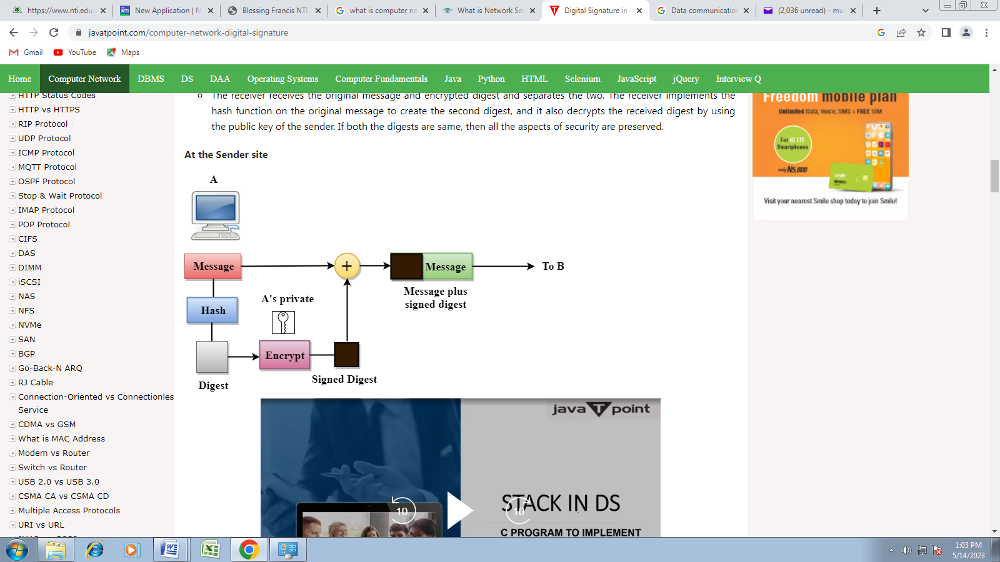 https://www.nti.edu.
New Application | N
Blessing Francis NTI
what is computer ne
What is Network Sec
Digital Signature in
Data communication
(2,036 unread) - mu
javatpoint.com/computer-network-digital-signature
Gmail
YouTube
Maps
Home
Computer Network
DBMS
DS
DAA
Operating Systems
Computer Fundamentals
Java
Python
HTML
Selenium
JavaScript
jQuery
Interview Q
HTTP Status Codes
HTTP vs HTTPS
RIP Protocol
UDP Protocol
ICMP Protocol
MQTT Protocol
OSPF Protocol
Stop & Wait Protocol
IMAP Protocol
POP Protocol
CIFS
DAS
DIMM
iSCSI
NAS
NFS
NVMe
SAN
BGP
Go-Back-N ARQ
RJ Cable
Connection-Oriented vs Connectionles
Service
CDMA vs GSM
What is MAC Address
Modem vs Router
Switch vs Router
USB 2.0 vs USB 3.0
CSMA CA vs CSMA CD
Multiple Access Protocols
URI vs URL
The receiver receives the original message and encrypted digest and separates the two. The receiver implements the
hash function on the original message to create the second digest, and it also decrypts the received digest by using
the public key of the sender. If both the digests are same, then all the aspects of security are preserved.
At the Sender site
A
Message
+
Message
To B
Message plus
signed digest
A's private
Hash
Encrypt
Signed Digest
Digest
java T point
STACK IN DS
10
10
C PROGRAM TO IMPLEMENT
Freedom mobile plan
Unlimited Data, Voice, SMS + FREE SIM
For 4G LTE
Smartphones
only ₦5,000
Visit your nearest Smile shop today to join Smile!
1:03 PM
5/14/2023